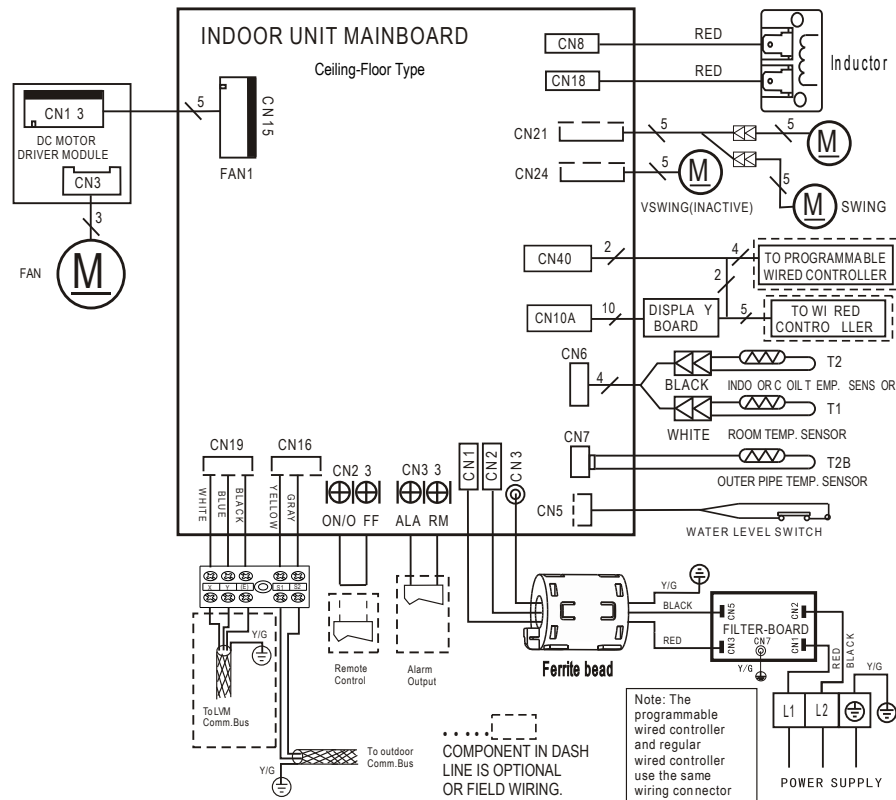 INDOOR UNIT MAINBOARD
Ceiling-Floor Type
CN8
RED
CN18
RED
Inductor
CN1 3
DC MOTOR
DRIVER MODULE
CN3
3
FAN
M
5
CN15
FAN1
CN21
5
5
M
CN24
5
M
VSWING(INACTIVE)
5
M
SWING
CN40
2
4
2
TO PROGRAMMABLE
WIRED CONTROLLER
CN10A
10
DISPLA Y
BOARD
5
TO WI RED
CONTRO LLER
CN6
4
BLACK
T2
INDO OR C OIL T EMP. SENS OR
T1
WHITE
ROOM TEMP. SENSOR
CN7
T2B
OUTER PIPE TEMP. SENSOR
CN5
WATER LEVEL SWITCH
CN19
CN16
WHITE
BLUE
BLACK
YELLOW
GRAY
CN2 3
ON/O FF
CN3 3
ALA RM
CN1
CN2
CN3
X
Y
(E)
S1
S2
Y/G
To LVM
Comm.Bus
Y/G
To outdoor
Comm.Bus
Remote
Control
Alarm
Output
Ferrite bead
Y/G
BLACK
RED
CN5
CN3
FILTER-BOARD
CN7
CN2
CN1
Y/G
RED
BLACK
Y/G
L1
L2
POWER SUPPLY
COMPONENT IN DASH
LINE IS OPTIONAL
OR FIELD WIRING.
Note: The
programmable
wired controller
and regular
wired controller
use the same
wiring connector